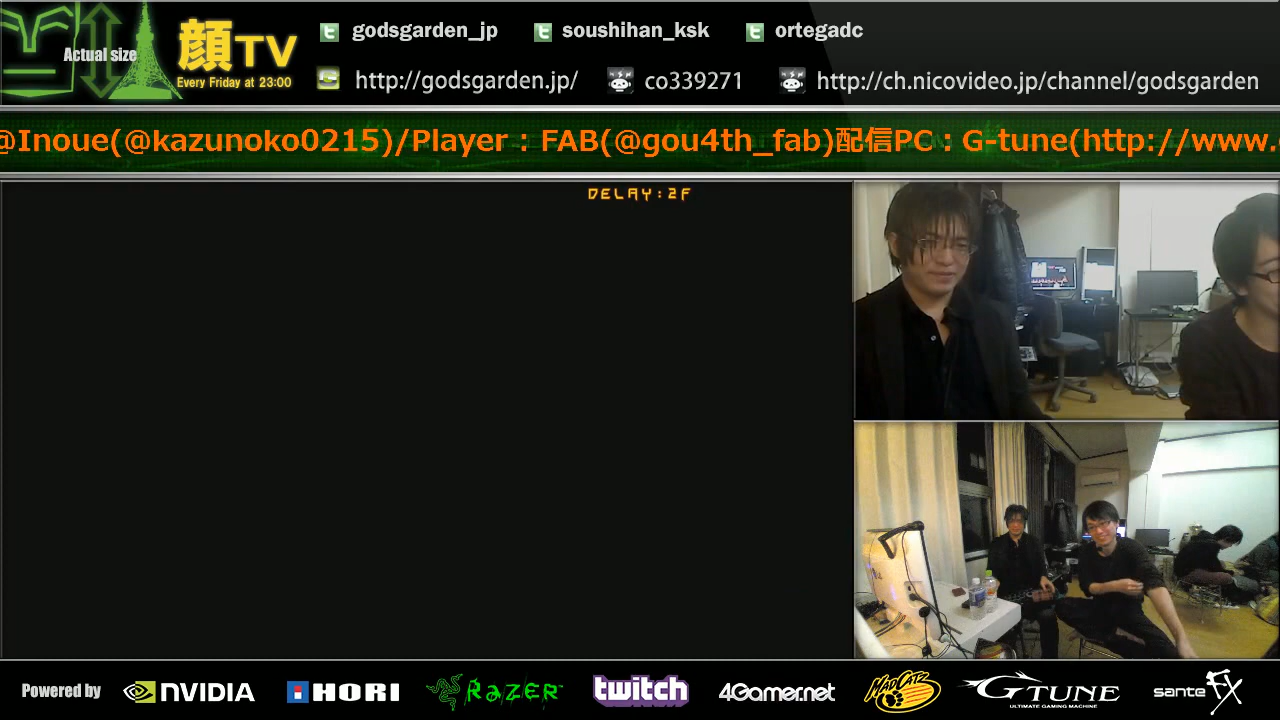 Actual size
顔TV
Every Friday at 23:00
godsgarden_jp
soushihan_ksk
ortegadc
http://godsgarden.jp/
co339271
http://ch.nicovideo.jp/channel/godsgarden
@Inoue(@kazunoko0215)/Player：FAB(@gou4th_fab)配信PC：G-tune(http://www.
DELAY:2F
Powered by
NVIDIA
HORI
RAZER
twitch
4Gamer.net
MAD CATZ
G TUNE
ULTIMATE GAMING MACHINE
sante FX